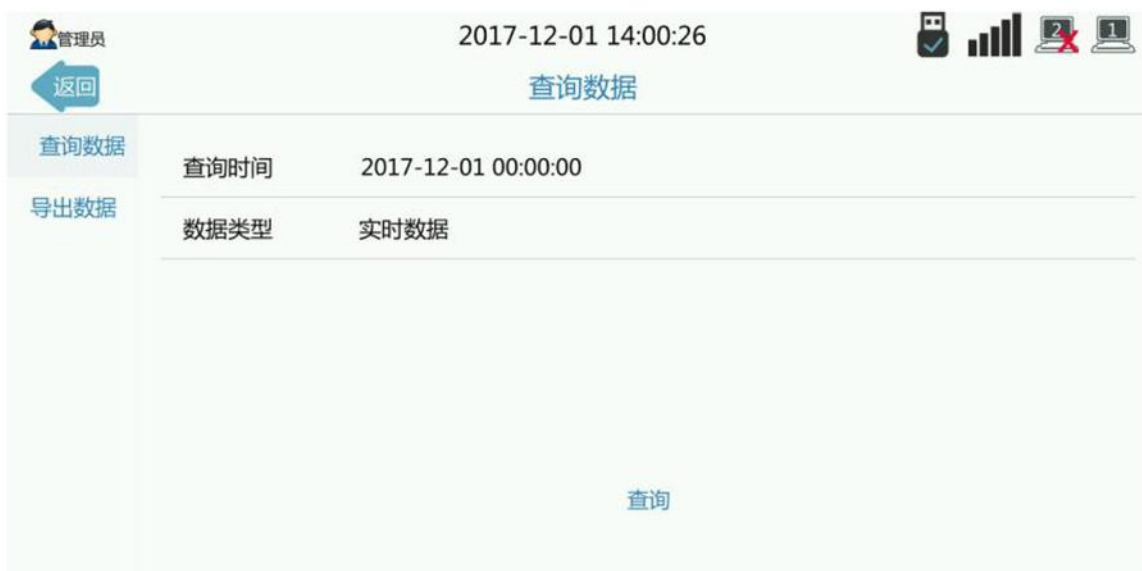 管理员
2017-12-01 14:00:26
2
1
返回
查询数据
查询数据
导出数据
查询时间 2017-12-01 00:00:00
数据类型 实时数据
查询